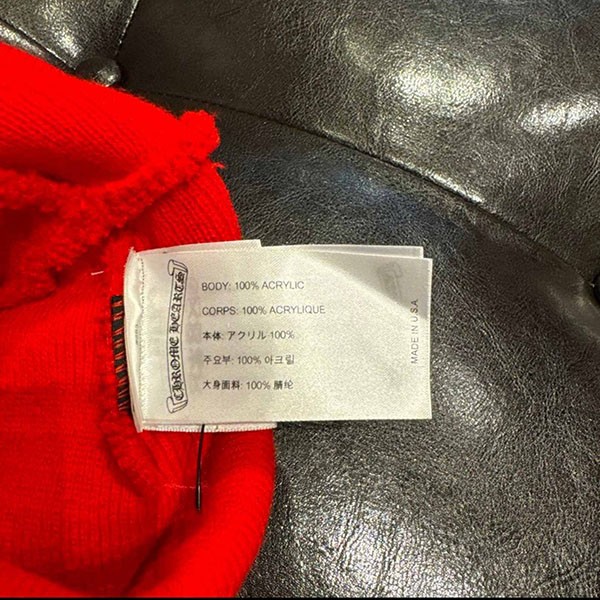 CHROME HEARTS
BODY: 100% ACRYLIC
CORPS: 100% ACRYLIQUE
本体: アクリル 100%
주요부: 100% 아크릴
大身面料: 100% 腈纶
MADE IN U.S.A.